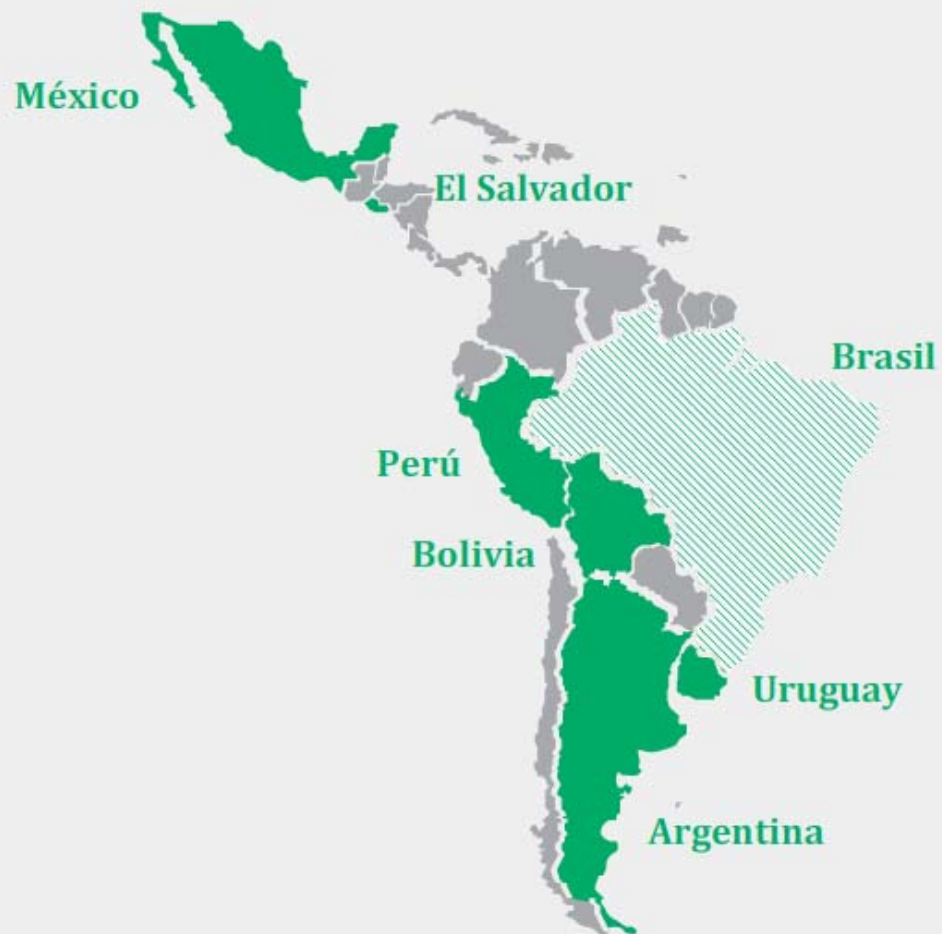 México
El Salvador
Brasil
Perú
Bolivia
Uruguay
Argentina